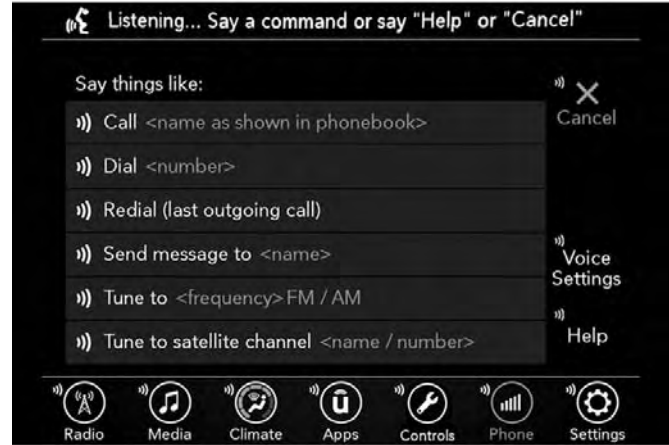 Listening... Say a command or say "Help" or "Cancel"
Say things like:
Call <name as shown in phonebook>
Cancel
Dial <number>
Redial (last outgoing call)
Send message to <name>
Voice
Settings
Tune to <frequency> FM / AM
Tune to satellite channel <name / number>
Help
Radio Media Climate Apps Controls Phone Settings